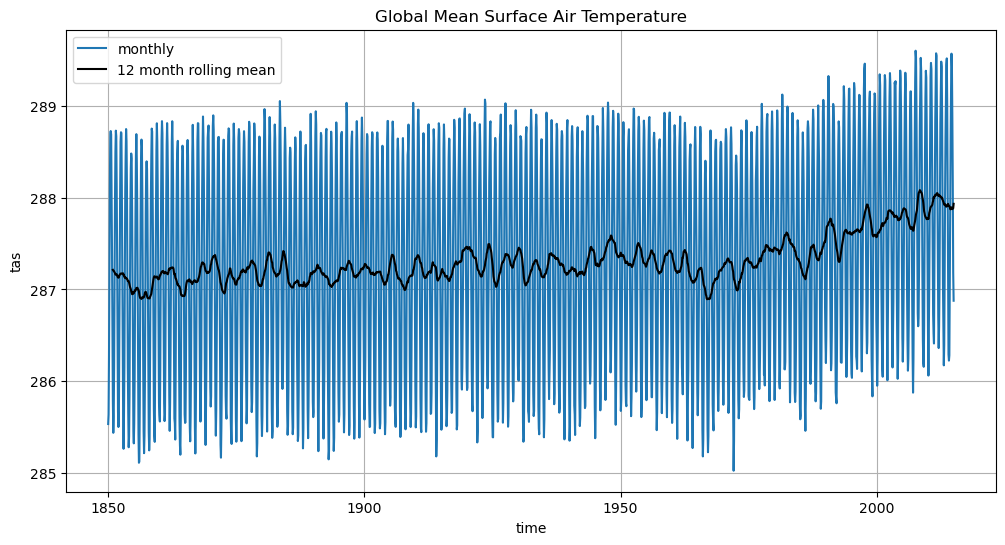 Global Mean Surface Air Temperature
monthly
12 month rolling mean
tas
289
288
287
286
285
1850
1900
1950
2000
time